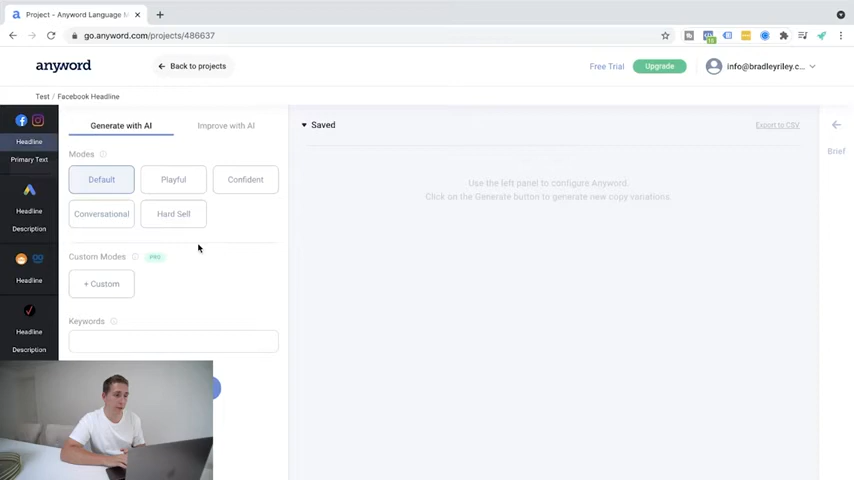 Project - Anyword Language M
go.anyword.com/projects/486637
anyword
Back to projects
Free Trial
Upgrade
info@bradleyriley.c...
Test / Facebook Headline
Headline
Primary Text
Headline
Description
Headline
Headline
Description
Generate with AI
Improve with AI
Modes
Default
Playful
Confident
Conversational
Hard Sell
Custom Modes
PRO
+ Custom
Keywords
Saved
Export to CSV
Use the left panel to configure Anyword.
Click on the Generate button to generate new copy variations.
Brief